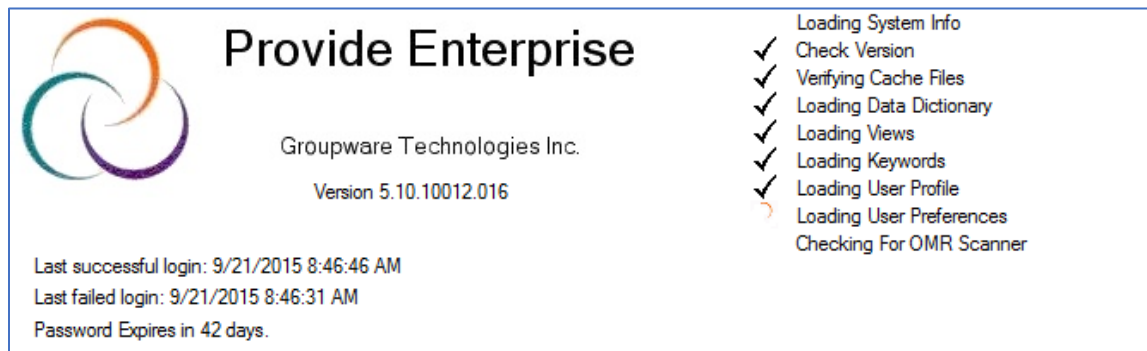 Provide Enterprise
Groupware Technologies Inc.
Version 5.10.10012.016
Last successful login: 9/21/2015 8:46:46 AM
Last failed login: 9/21/2015 8:46:31 AM
Password Expires in 42 days.
Loading System Info
Check Version
Verifying Cache Files
Loading Data Dictionary
Loading Views
Loading Keywords
Loading User Profile
Loading User Preferences
Checking For OMR Scanner